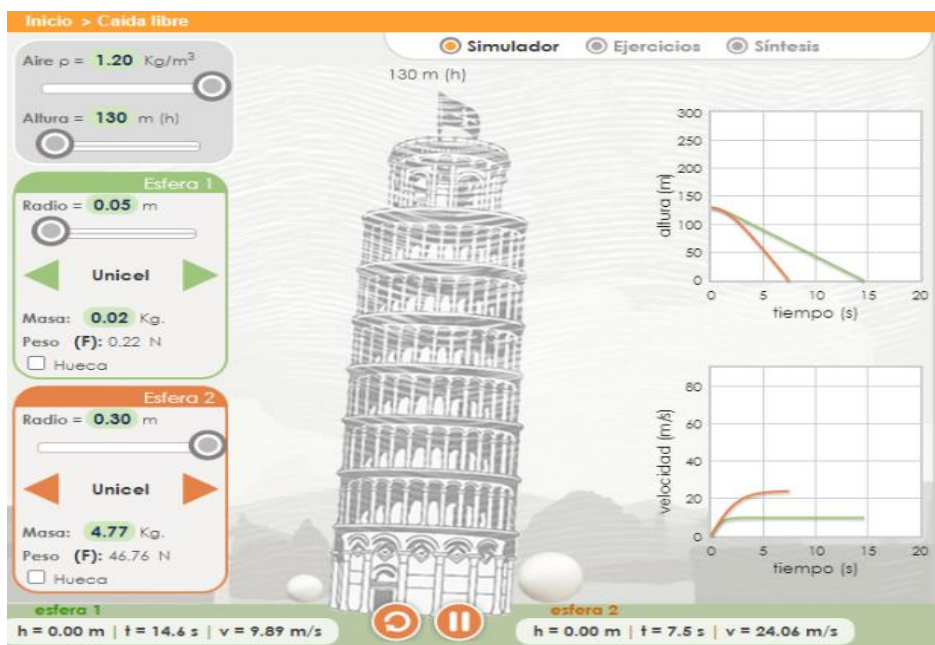 Inicio > Caida libre
Simulador Ejercicios Síntesis
Aire ρ = 1.20 Kg/m³
Altura = 130 m (h)
Esfera 1
Radio = 0.05 m
Unicel
Masa: 0.02 Kg.
Peso (F): 0.22 N
Hueca
Esfera 2
Radio = 0.30 m
Unicel
Masa: 4.77 Kg.
Peso (F): 46.76 N
Hueca
130 m (h)
altura (m)
300
250
200
150
100
50
0
0 5 10 15 20
tiempo (s)
velocidad (m/s)
80
60
40
20
0
0 5 10 15 20
tiempo (s)
esfera 1
h = 0.00 m | t = 14.6 s | v = 9.89 m/s
esfera 2
h = 0.00 m | t = 7.5 s | v = 24.06 m/s